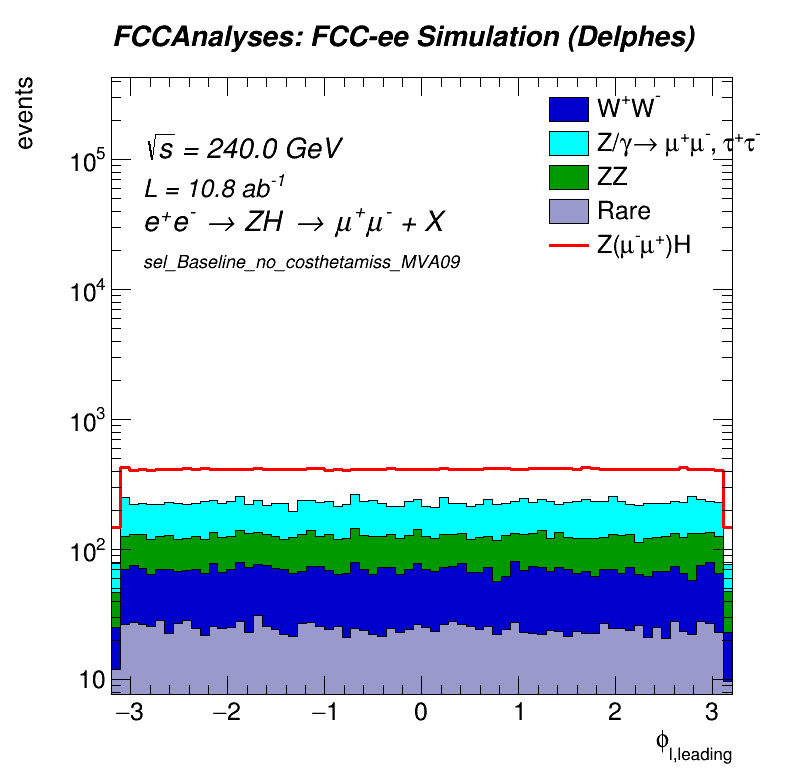 FCCAnalyses: FCC-ee Simulation (Delphes)
events
√s = 240.0 GeV
L = 10.8 ab⁻¹
e⁺e⁻ → ZH → μ⁺μ⁻ + X
sel_Baseline_no_costhetamiss_MVA09
W⁺W⁻
Z/γ→ μ⁺μ⁻, τ⁺τ⁻
ZZ
Rare
Z(μ⁻μ⁺)H
10⁵
10⁴
10³
10²
10
−3 −2 −1 0 1 2 3
ϕ_l,leading